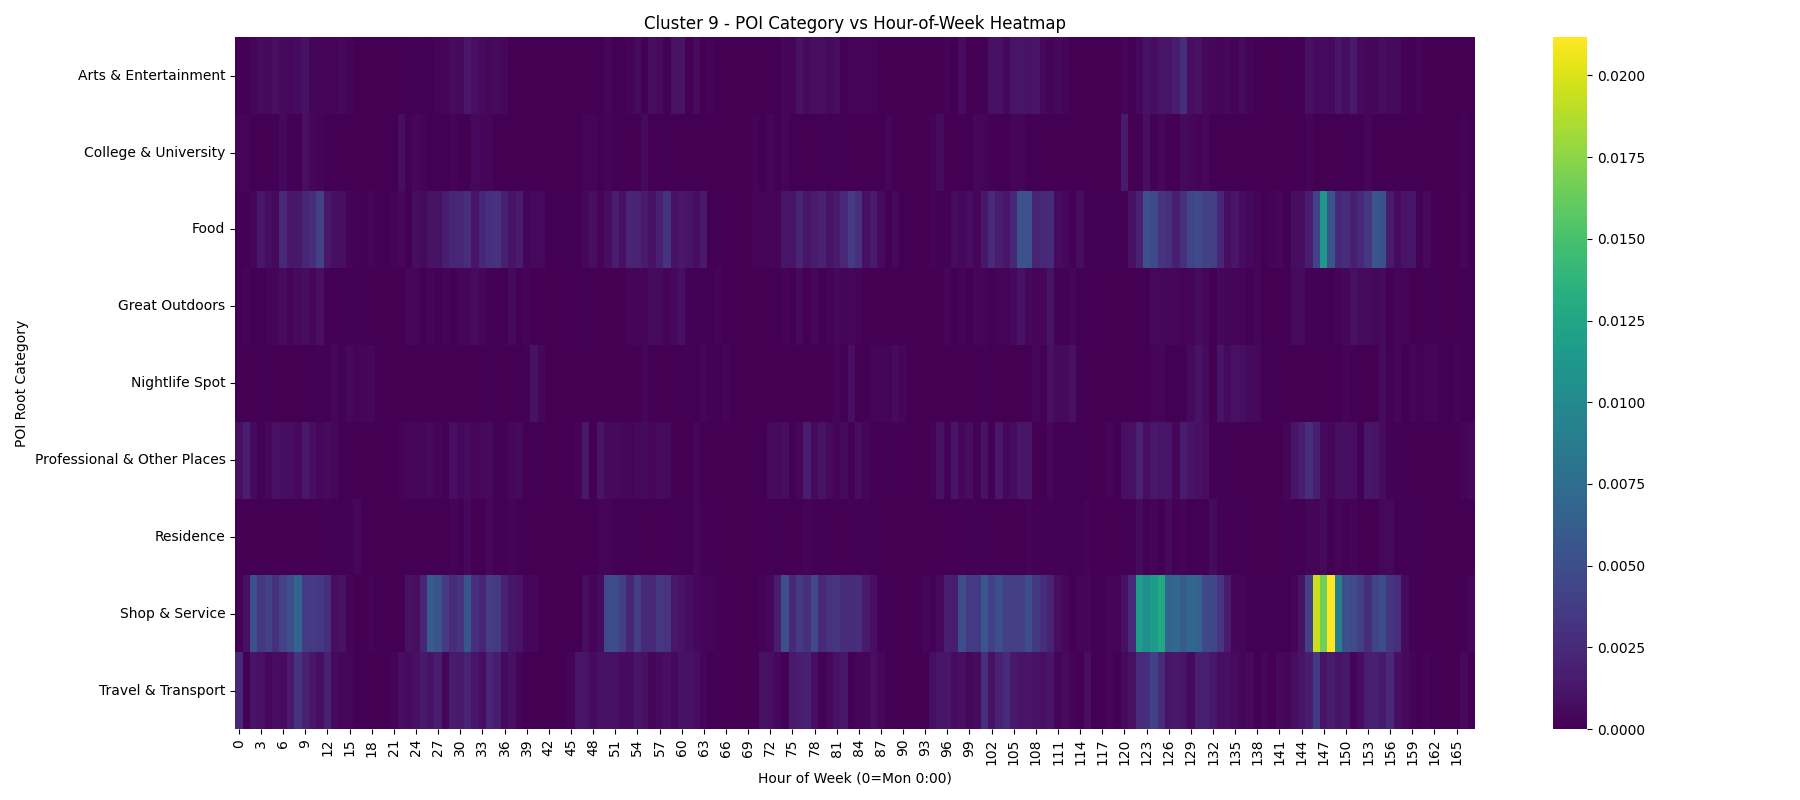 Cluster 9 - POI Category vs Hour-of-Week Heatmap
POI Root Category
Arts & Entertainment
College & University
Food
Great Outdoors
Nightlife Spot
Professional & Other Places
Residence
Shop & Service
Travel & Transport
0 3 6 9 12 15 18 21 24 27 30 33 36 39 42 45 48 51 54 57 60 63 66 69 72 75 78 81 84 87 90 93 96 99 102 105 108 111 114 117 120 123 126 129 132 135 138 141 144 147 150 153 156 159 162 165
Hour of Week (0=Mon 0:00)
0.0200
0.0175
0.0150
0.0125
0.0100
0.0075
0.0050
0.0025
0.0000